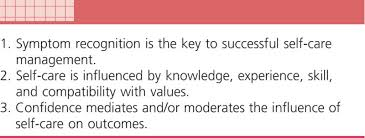 1. Symptom recognition is the key to successful self-care
management.
2. Self-care is influenced by knowledge, experience, skill,
and compatibility with values.
3. Confidence mediates and/or moderates the influence of
self-care on outcomes.